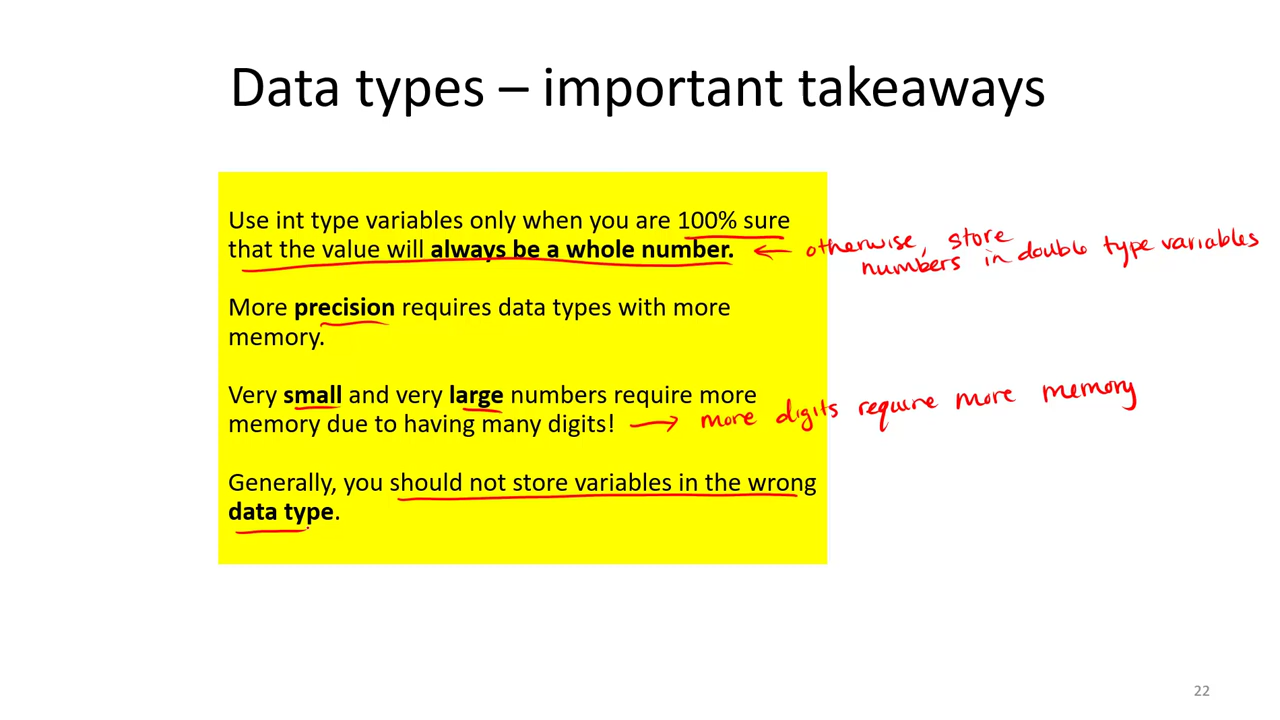 Data types – important takeaways
Use int type variables only when you are 100% sure
that the value will always be a whole number.
← otherwise, store
numbers in double type variables
More precision requires data types with more
memory.
Very small and very large numbers require more
memory due to having many digits!
→ more digits require more memory
Generally, you should not store variables in the wrong
data type.
22